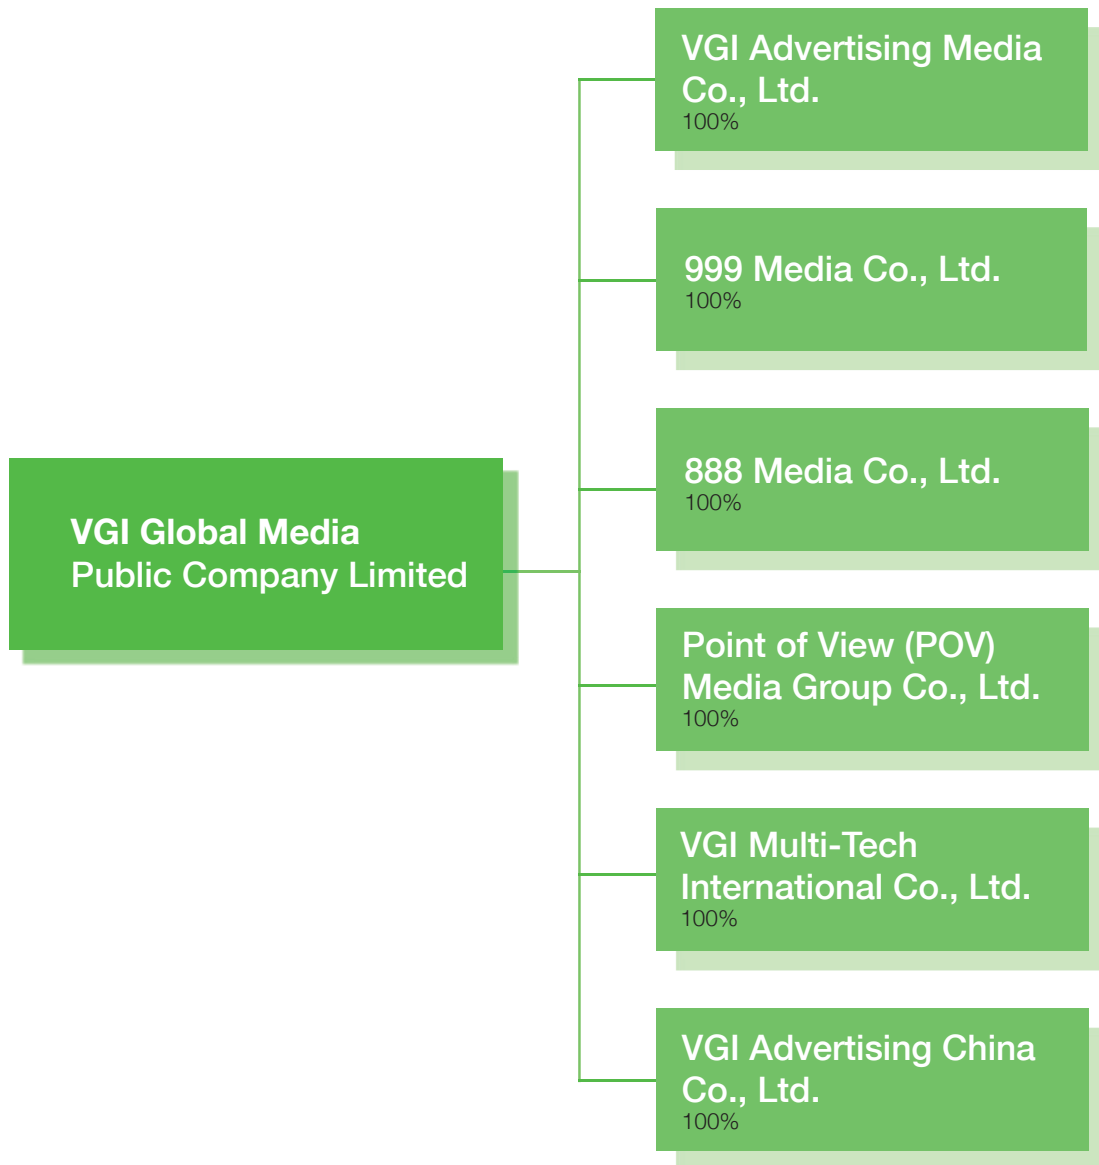 VGI Advertising Media
Co., Ltd.
100%
999 Media Co., Ltd.
100%
888 Media Co., Ltd.
100%
VGI Global Media
Public Company Limited
Point of View (POV)
Media Group Co., Ltd.
100%
VGI Multi-Tech
International Co., Ltd.
100%
VGI Advertising China
Co., Ltd.
100%